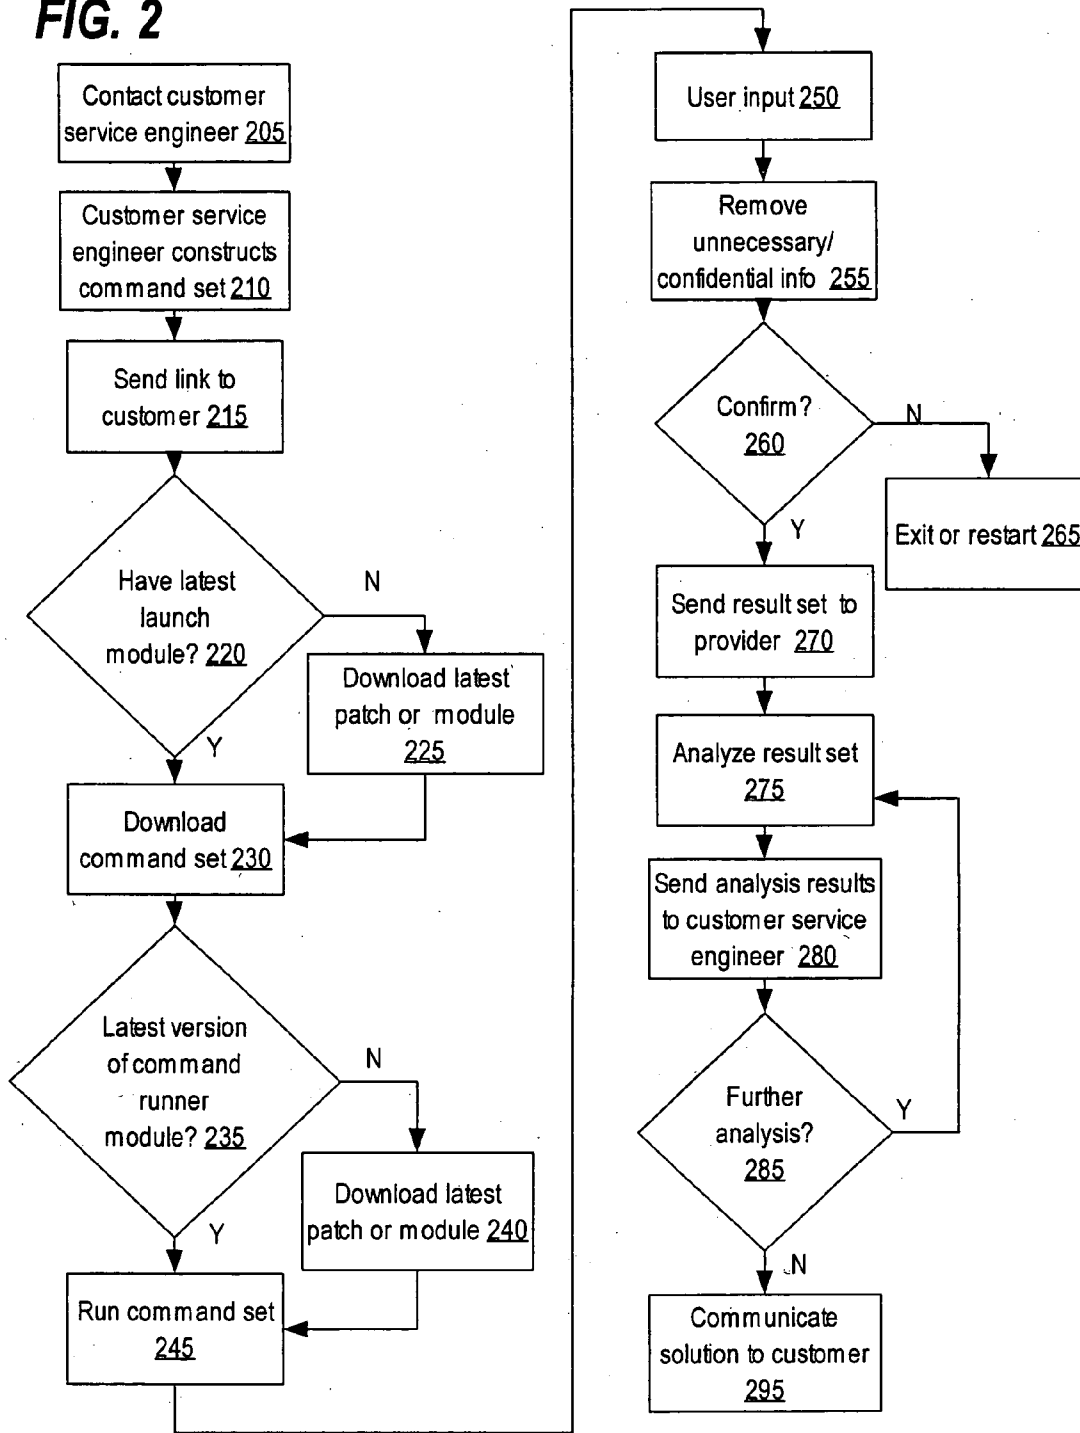 FIG. 2
Contact customer
service engineer 205
Customer service
engineer constructs
command set 210
Send link to
customer 215
Have latest
launch
module? 220
N
Y
Download latest
patch or module
225
Download
command set 230
Latest version
of command
runner
module? 235
N
Y
Download latest
patch or module 240
Run command set
245
User input 250
Remove
unnecessary/
confidential info 255
Confirm?
260
N
Y
Exit or restart 265
Send result set to
provider 270
Analyze result set
275
Send analysis results
to customer service
engineer 280
Further
analysis?
285
Y
N
Communicate
solution to customer
295